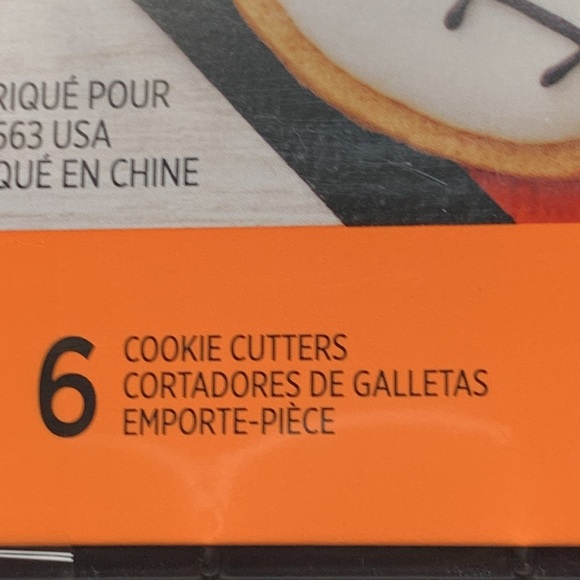 RIQUÉ POUR
563 USA
QUÉ EN CHINE
6 COOKIE CUTTERS
CORTADORES DE GALLETAS
EMPORTE-PIÈCE